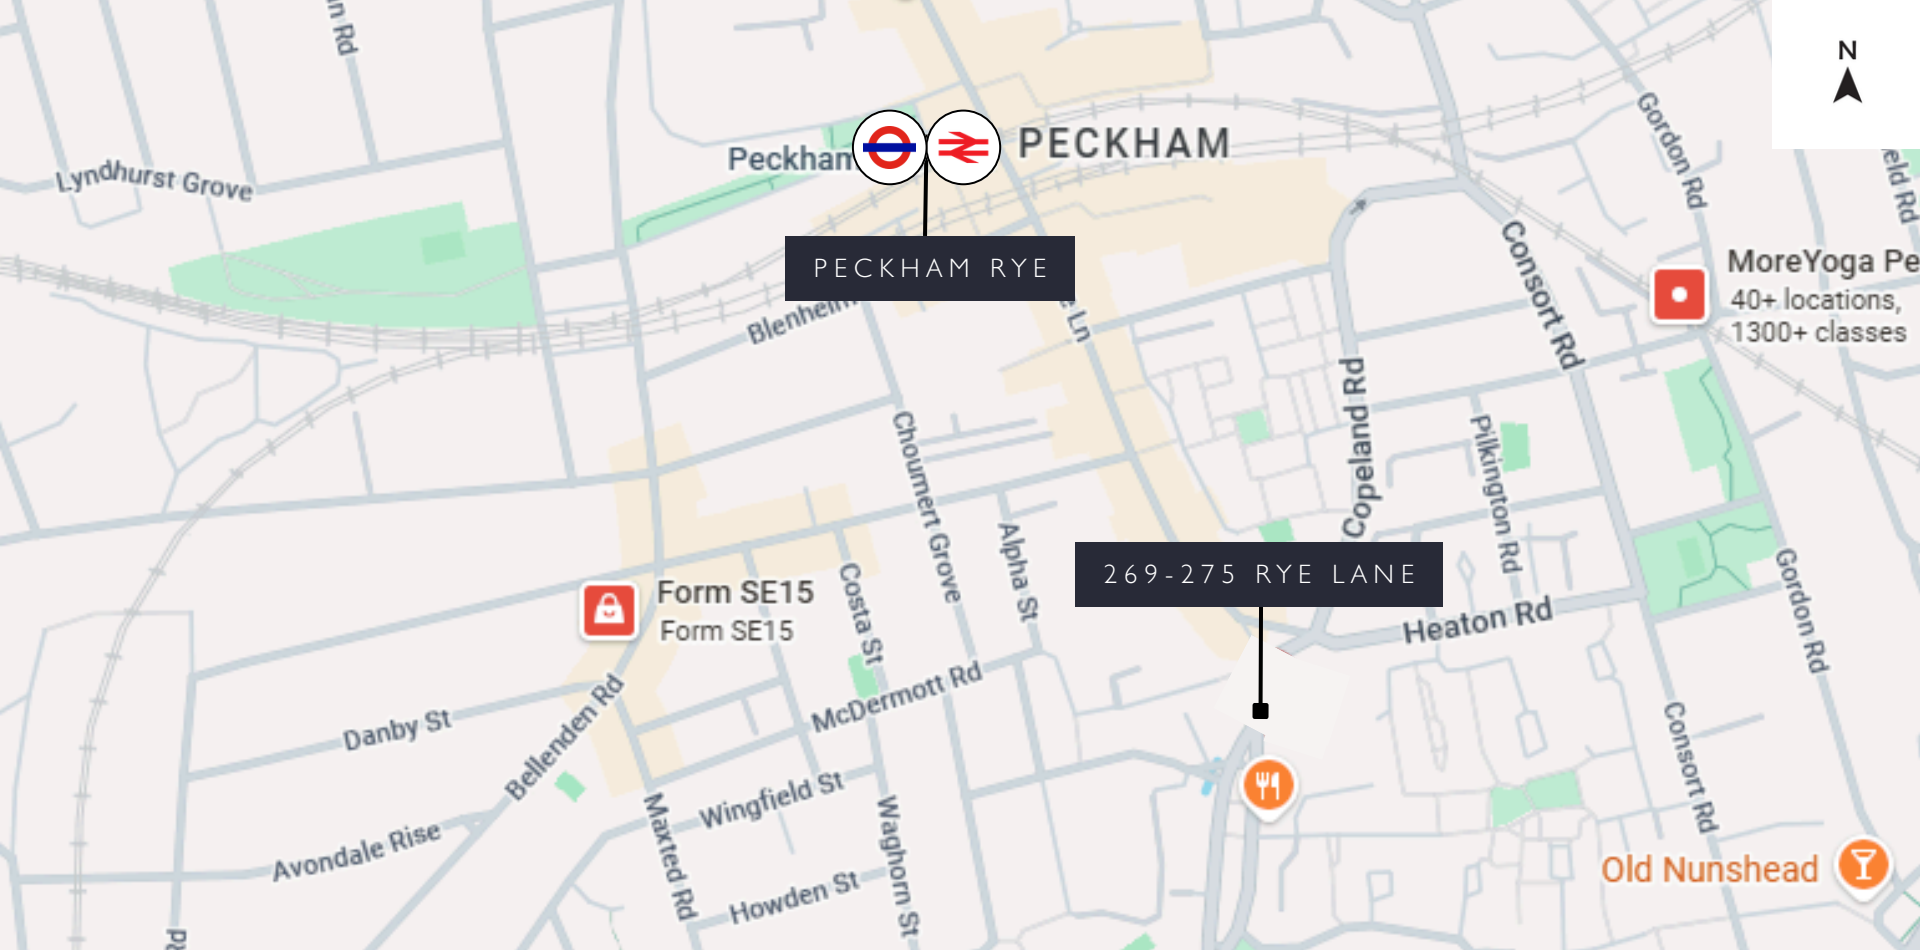 N
PECKHAM
Peckham
Lyndhurst Grove
Gordon Rd
PECKHAM RYE
Consort Rd
MoreYoga Pe
40+ locations,
1300+ classes
Blenheim
Ln
Copeland Rd
Choumert Grove
Pilkington Rd
Alpha St
269-275 RYE LANE
Form SE15
Form SE15
Costa St
Heaton Rd
Gordon Rd
McDermott Rd
Danby St
Bellenden Rd
Consort Rd
Wingfield St
Maxted Rd
Waghorn St
Avondale Rise
Howden St
Old Nunshead